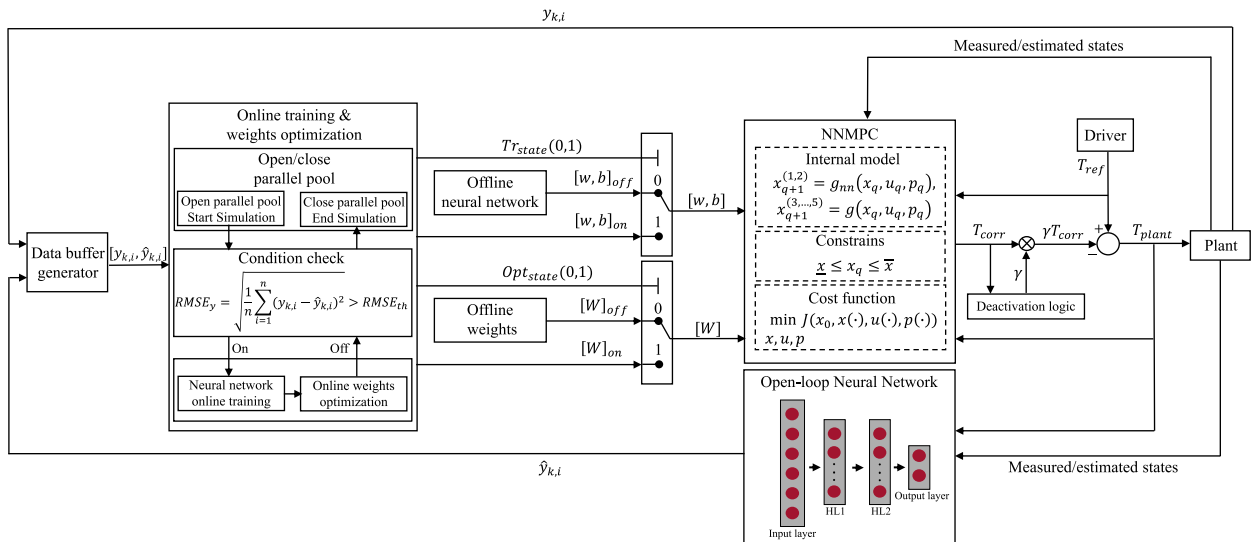 y_{k,i}
Measured/estimated states
Online training &
weights optimization
Open/close
parallel pool
Open parallel pool
Start Simulation
Close parallel pool
End Simulation
Condition check
RMSE_y = \sqrt{\frac{1}{n}\sum_{i=1}^{n}(y_{k,i} - ŷ_{k,i})^2} > RMSE_{th}
On
Off
Neural network
online training
Online weights
optimization
Data buffer
generator
[y_{k,i}, ŷ_{k,i}]
Tr_{state}(0,1)
Offline
neural network
[w, b]_{off}
[w, b]_{on}
0
1
[w, b]
Opt_{state}(0,1)
Offline
weights
[W]_{off}
[W]_{on}
0
1
[W]
NNMPC
Internal model
x_{q+1}^{(1,2)} = g_{nn}(x_q, u_q, p_q),
x_{q+1}^{(3,…,5)} = g(x_q, u_q, p_q)
Constrains
\underline{x} ≤ x_q ≤ \overline{x}
Cost function
min J(x_0, x(·), u(·), p(·))
x, u, p
Driver
T_{ref}
T_{corr}
γT_{corr}
γ
+
−
T_{plant}
Plant
Deactivation logic
Open-loop Neural Network
Input layer
HL1
HL2
Output layer
Measured/estimated states
ŷ_{k,i}